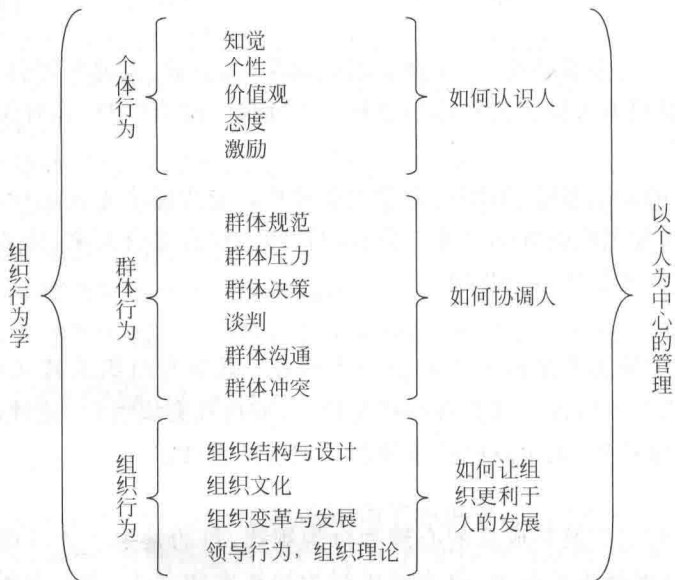 组织行为学
个体行为
知觉
个性
价值观
态度
激励
如何认识人
群体行为
群体规范
群体压力
群体决策
谈判
群体沟通
群体冲突
如何协调人
组织行为
组织结构与设计
组织文化
组织变革与发展
领导行为，组织理论
如何让组
织更利于
人的发展
以个人为中心的管理